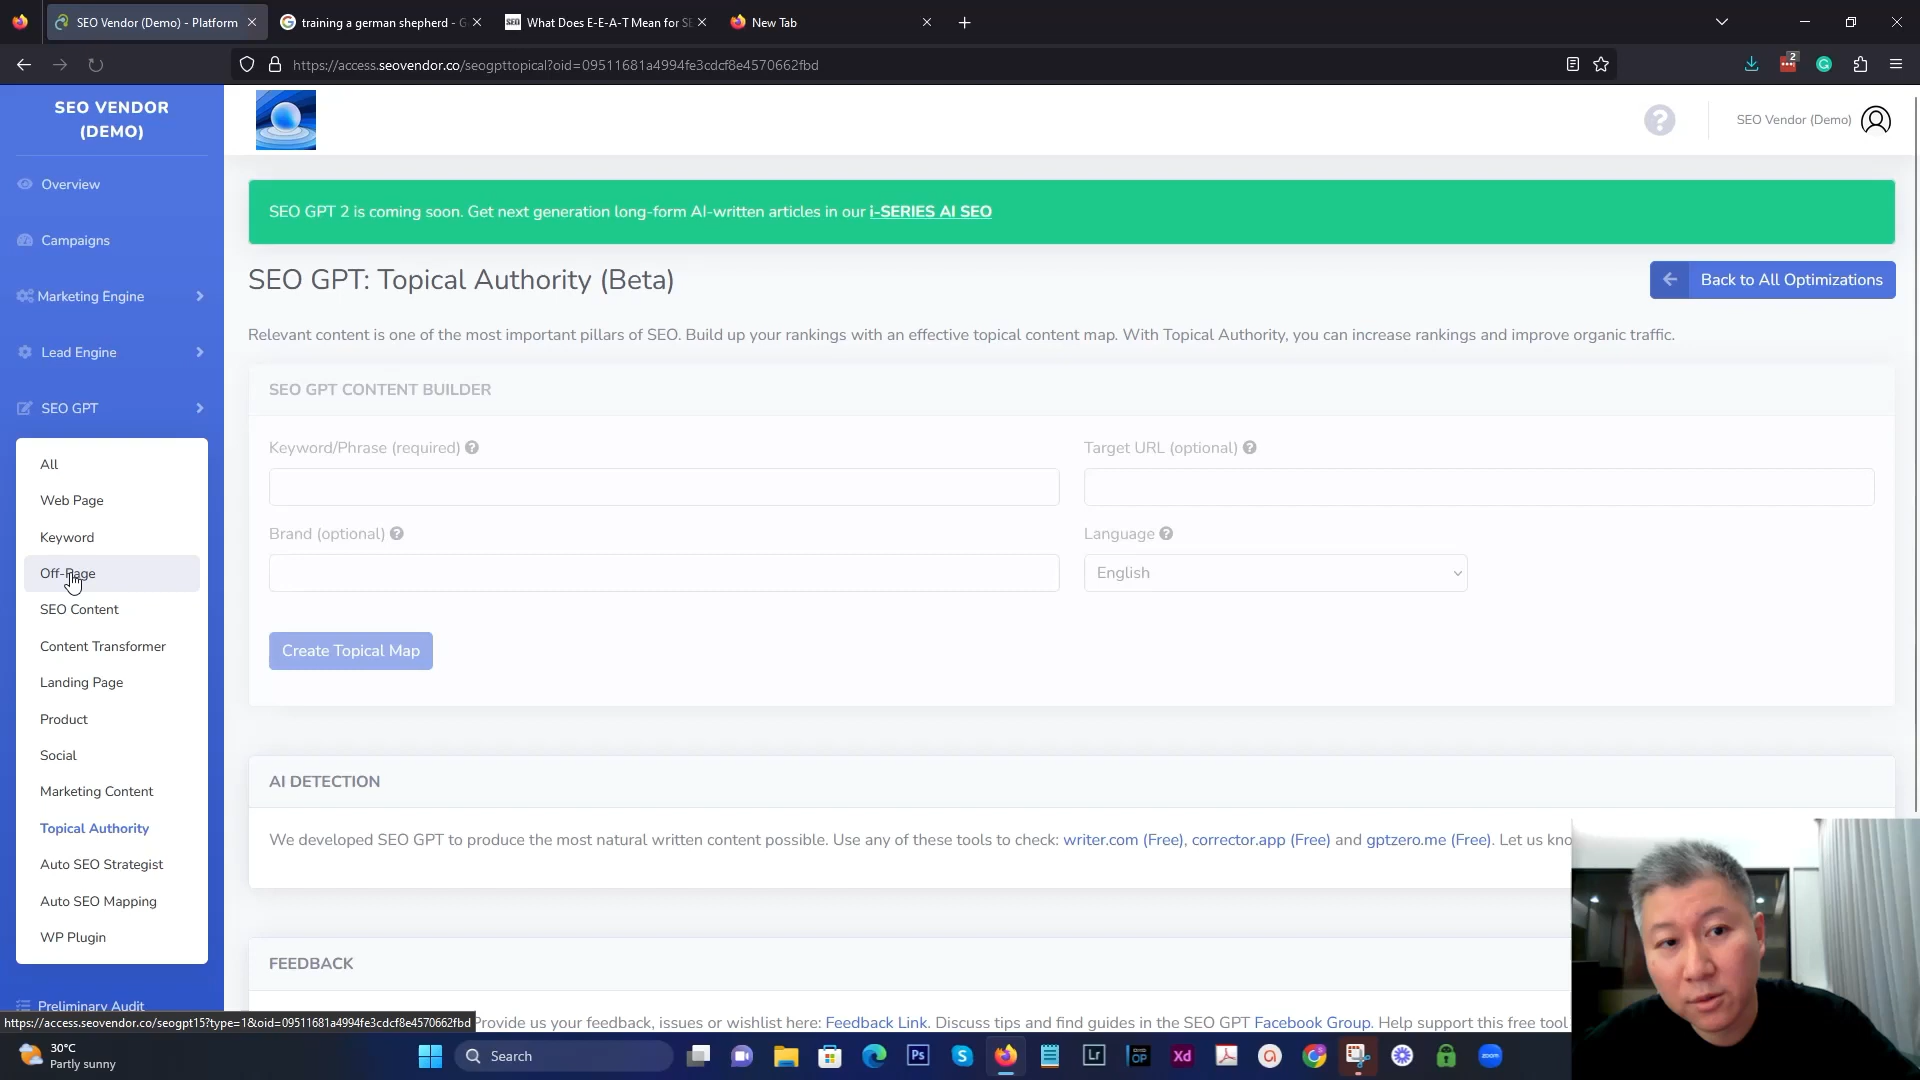 SEO Vendor (Demo) - Platform
training a german shepherd - G
What Does E-E-A-T Mean for SE
New Tab
https://access.seovendor.co/seogpttopical?oid=09511681a4994fe3cdcf8e4570662fbd
2
SEO VENDOR
(DEMO)
SEO Vendor (Demo)
Overview
Campaigns
Marketing Engine
Lead Engine
SEO GPT
All
Web Page
Keyword
Off-Page
SEO Content
Content Transformer
Landing Page
Product
Social
Marketing Content
Topical Authority
Auto SEO Strategist
Auto SEO Mapping
WP Plugin
Preliminary Audit
SEO GPT 2 is coming soon. Get next generation long-form AI-written articles in our i-SERIES AI SEO
SEO GPT: Topical Authority (Beta)
Back to All Optimizations
Relevant content is one of the most important pillars of SEO. Build up your rankings with an effective topical content map. With Topical Authority, you can increase rankings and improve organic traffic.
SEO GPT CONTENT BUILDER
Keyword/Phrase (required)
Target URL (optional)
Brand (optional)
Language
English
Create Topical Map
AI DETECTION
We developed SEO GPT to produce the most natural written content possible. Use any of these tools to check: writer.com (Free), corrector.app (Free) and gptzero.me (Free). Let us kno
FEEDBACK
Provide us your feedback, issues or wishlist here: Feedback Link. Discuss tips and find guides in the SEO GPT Facebook Group. Help support this free tool
https://access.seovendor.co/seogpt15?type=1&oid=09511681a4994fe3cdcf8e4570662fbd
30°C
Partly sunny
Search
Ps
Lr
OP
Xd
zoom